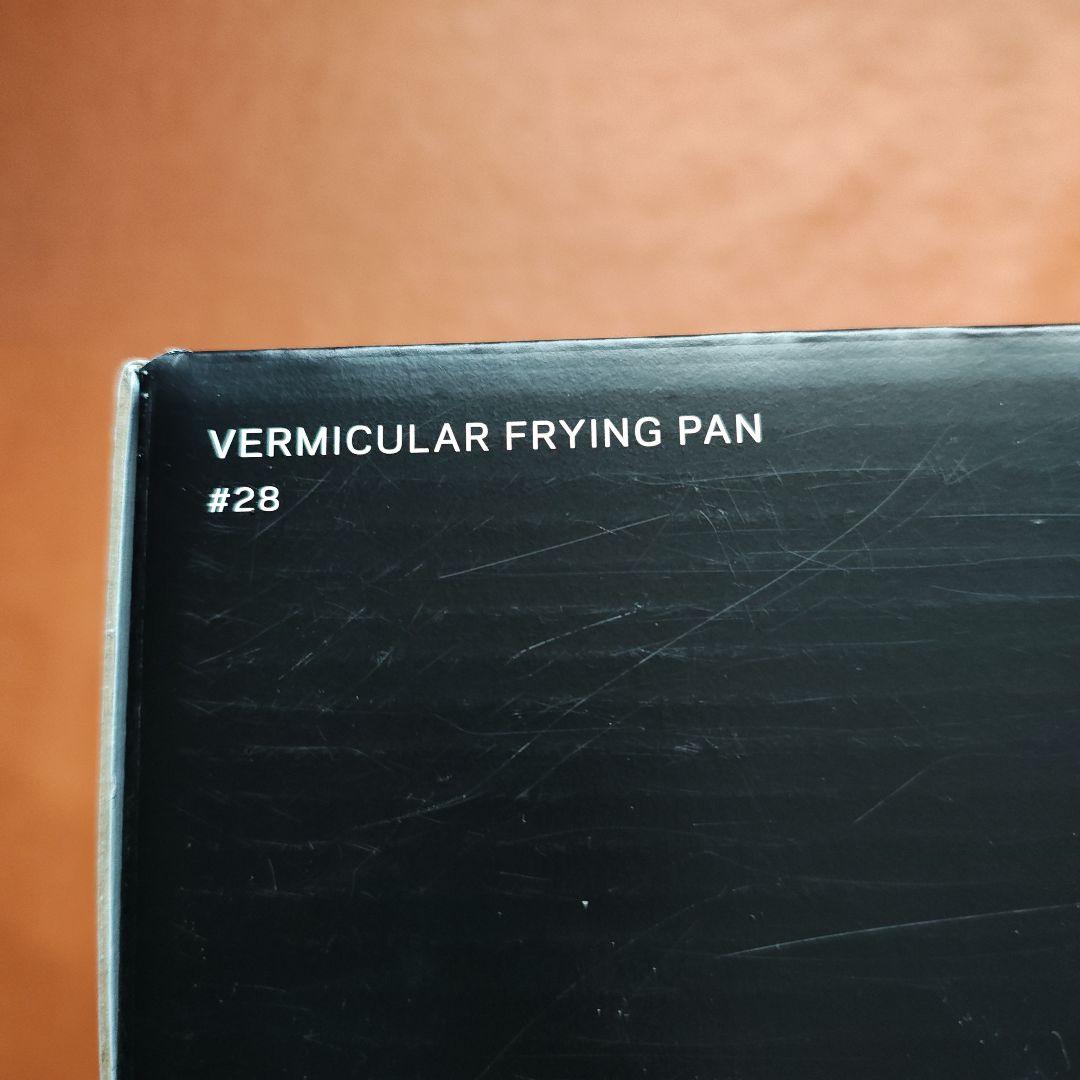 VERMICULAR FRYING PAN
#28